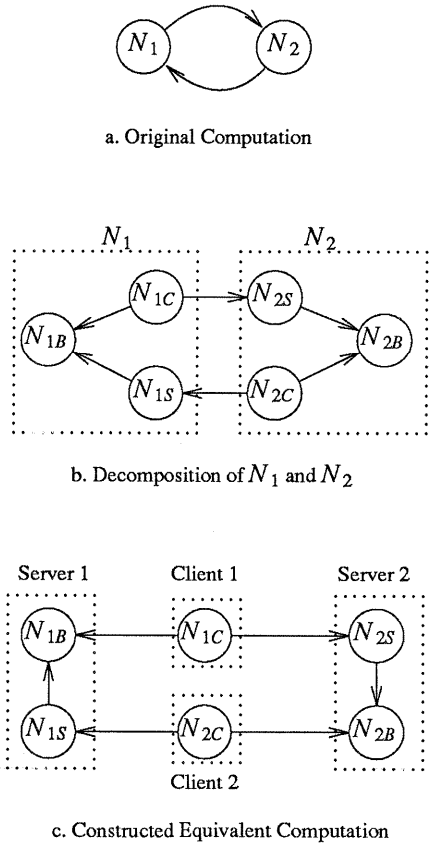 N1 N2
a. Original Computation
N1 N2
N1C N2S
N1B N2B
N1S N2C
b. Decomposition of N1 and N2
Server 1 Client 1 Server 2
N1B N1C N2S
N1S N2C N2B
Client 2
c. Constructed Equivalent Computation